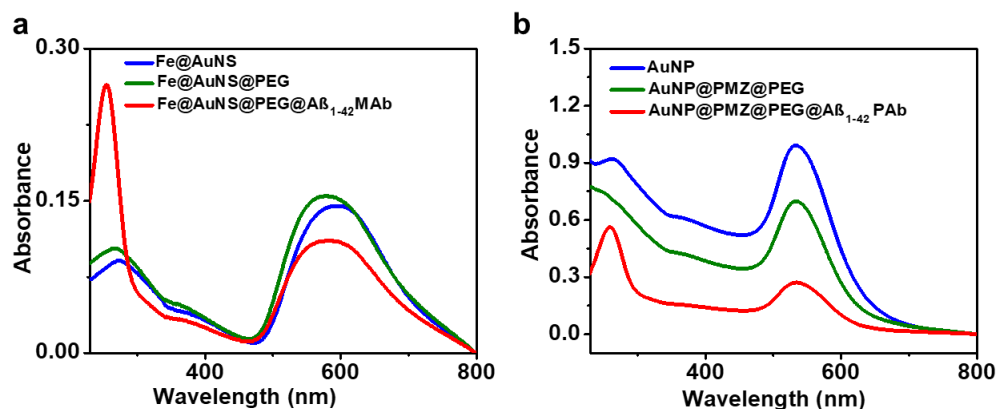 a
0.30
0.15
0.00
Absorbance
Fe@AuNS
Fe@AuNS@PEG
Fe@AuNS@PEG@Aß₁₋₄₂MAb
400
600
800
Wavelength (nm)
b
1.5
1.2
0.9
0.6
0.3
0.0
Absorbance
AuNP
AuNP@PMZ@PEG
AuNP@PMZ@PEG@Aß₁₋₄₂ PAb
400
600
800
Wavelength (nm)